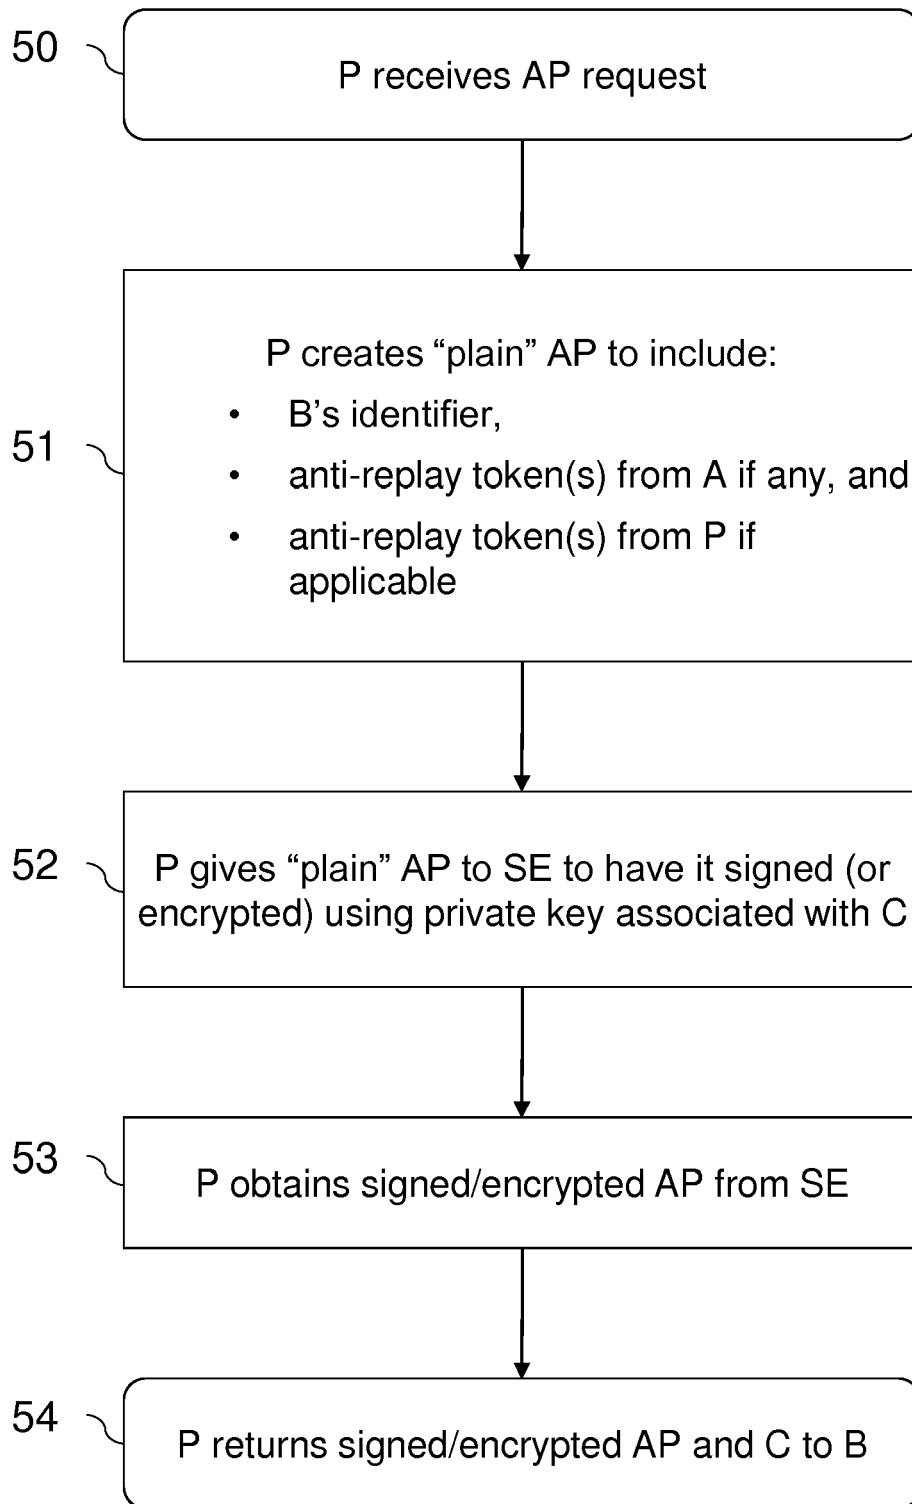 50
P receives AP request
P creates “plain” AP to include:
• B’s identifier,
51
• anti-replay token(s) from A if any, and
• anti-replay token(s) from P if
applicable
52
P gives “plain” AP to SE to have it signed (or
encrypted) using private key associated with C
53
P obtains signed/encrypted AP from SE
54
P returns signed/encrypted AP and C to B